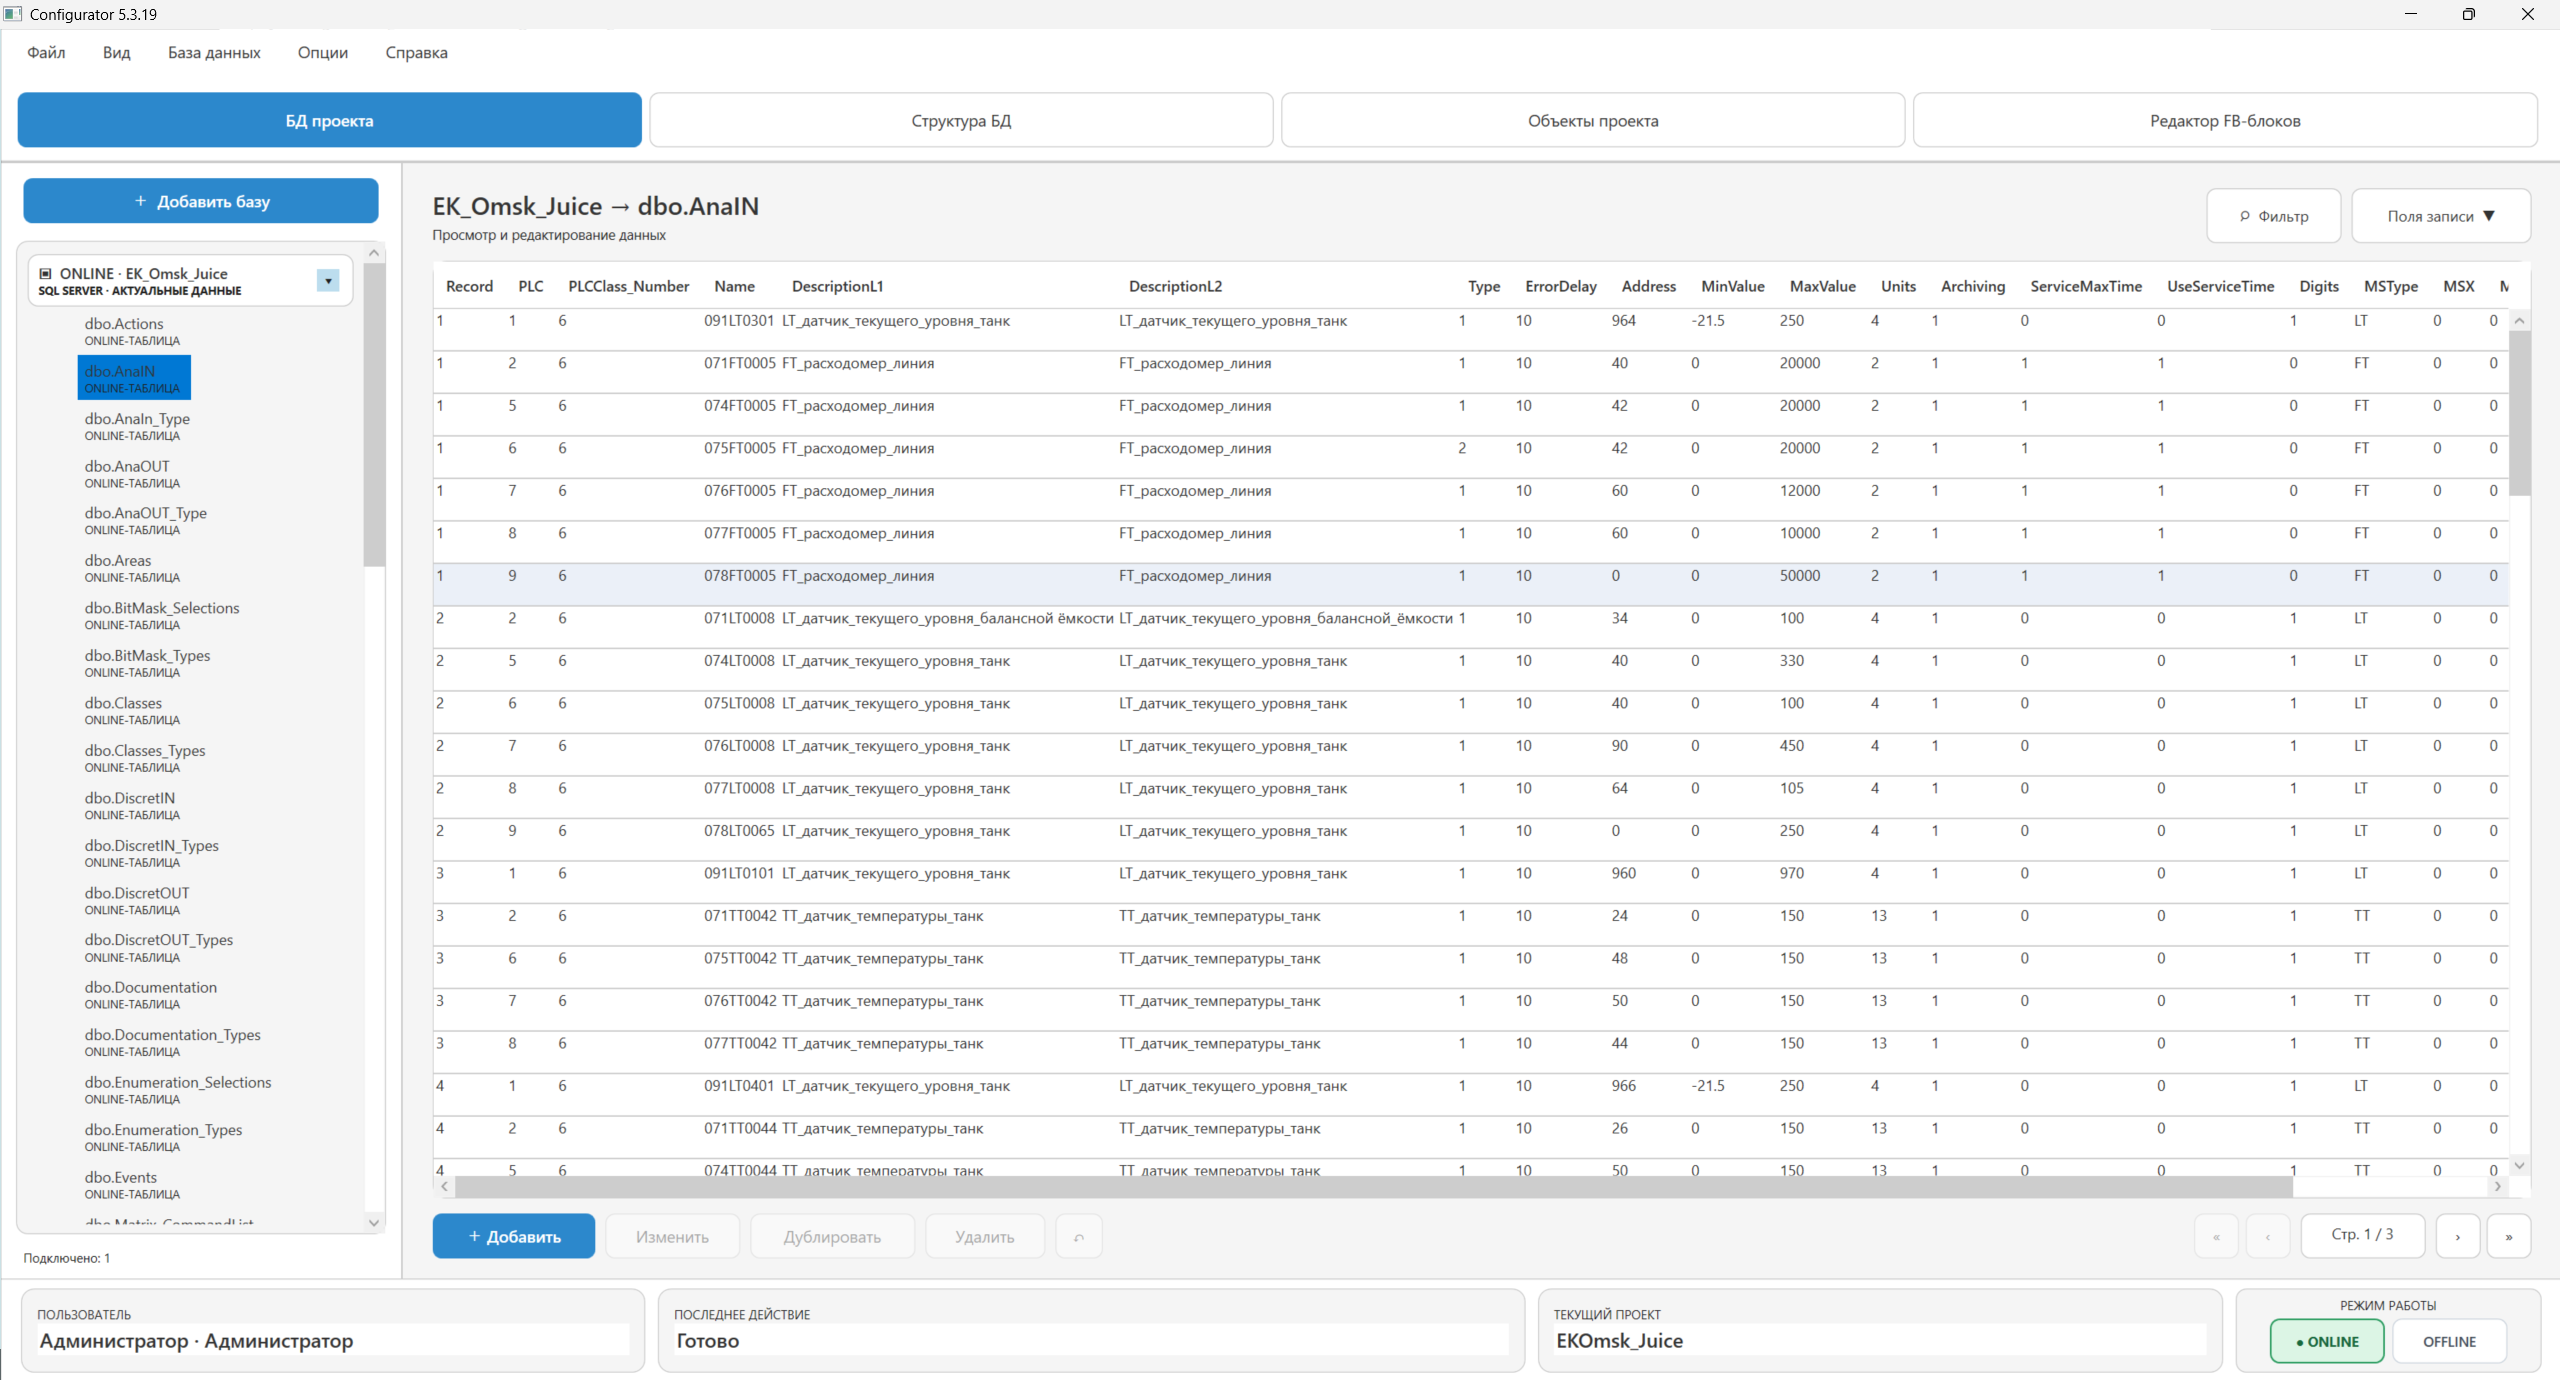 Configurator 5.3.19
Файл Вид База данных Опции Справка
БД проекта Структура БД Объекты проекта Редактор FB-блоков
+ Добавить базу
ONLINE · EK_Omsk_Juice
SQL SERVER · АКТУАЛЬНЫЕ ДАННЫЕ
dbo.Actions
ONLINE-ТАБЛИЦА
dbo.AnaIN
ONLINE-ТАБЛИЦА
dbo.AnaIn_Type
ONLINE-ТАБЛИЦА
dbo.AnaOUT
ONLINE-ТАБЛИЦА
dbo.AnaOUT_Type
ONLINE-ТАБЛИЦА
dbo.Areas
ONLINE-ТАБЛИЦА
dbo.BitMask_Selections
ONLINE-ТАБЛИЦА
dbo.BitMask_Types
ONLINE-ТАБЛИЦА
dbo.Classes
ONLINE-ТАБЛИЦА
dbo.Classes_Types
ONLINE-ТАБЛИЦА
dbo.DiscretIN
ONLINE-ТАБЛИЦА
dbo.DiscretIN_Types
ONLINE-ТАБЛИЦА
dbo.DiscretOUT
ONLINE-ТАБЛИЦА
dbo.DiscretOUT_Types
ONLINE-ТАБЛИЦА
dbo.Documentation
ONLINE-ТАБЛИЦА
dbo.Documentation_Types
ONLINE-ТАБЛИЦА
dbo.Enumeration_Selections
ONLINE-ТАБЛИЦА
dbo.Enumeration_Types
ONLINE-ТАБЛИЦА
dbo.Events
ONLINE-ТАБЛИЦА
dbo.Matrix_CommandList
Подключено: 1
EK_Omsk_Juice → dbo.AnaIN
Просмотр и редактирование данных
Фильтр Поля записи ▼
Record PLC PLCClass_Number Name DescriptionL1 DescriptionL2 Type ErrorDelay Address MinValue MaxValue Units Archiving ServiceMaxTime UseServiceTime Digits MSType MSX
1 1 6 091LT0301 LT_датчик_текущего_уровня_танк LT_датчик_текущего_уровня_танк 1 10 964 -21.5 250 4 1 0 0 1 LT 0 0
1 2 6 071FT0005 FT_расходомер_линия FT_расходомер_линия 1 10 40 0 20000 2 1 1 1 0 FT 0 0
1 5 6 074FT0005 FT_расходомер_линия FT_расходомер_линия 1 10 42 0 20000 2 1 1 1 0 FT 0 0
1 6 6 075FT0005 FT_расходомер_линия FT_расходомер_линия 2 10 42 0 20000 2 1 1 1 0 FT 0 0
1 7 6 076FT0005 FT_расходомер_линия FT_расходомер_линия 1 10 60 0 12000 2 1 1 1 0 FT 0 0
1 8 6 077FT0005 FT_расходомер_линия FT_расходомер_линия 1 10 60 0 10000 2 1 1 1 0 FT 0 0
1 9 6 078FT0005 FT_расходомер_линия FT_расходомер_линия 1 10 0 0 50000 2 1 1 1 0 FT 0 0
2 2 6 071LT0008 LT_датчик_текущего_уровня_балансной ёмкости LT_датчик_текущего_уровня_балансной_ёмкости 1 10 34 0 100 4 1 0 0 1 LT 0 0
2 5 6 074LT0008 LT_датчик_текущего_уровня_танк LT_датчик_текущего_уровня_танк 1 10 40 0 330 4 1 0 0 1 LT 0 0
2 6 6 075LT0008 LT_датчик_текущего_уровня_танк LT_датчик_текущего_уровня_танк 1 10 40 0 100 4 1 0 0 1 LT 0 0
2 7 6 076LT0008 LT_датчик_текущего_уровня_танк LT_датчик_текущего_уровня_танк 1 10 90 0 450 4 1 0 0 1 LT 0 0
2 8 6 077LT0008 LT_датчик_текущего_уровня_танк LT_датчик_текущего_уровня_танк 1 10 64 0 105 4 1 0 0 1 LT 0 0
2 9 6 078LT0065 LT_датчик_текущего_уровня_танк LT_датчик_текущего_уровня_танк 1 10 0 0 250 4 1 0 0 1 LT 0 0
3 1 6 091LT0101 LT_датчик_текущего_уровня_танк LT_датчик_текущего_уровня_танк 1 10 960 0 970 4 1 0 0 1 LT 0 0
3 2 6 071TT0042 TT_датчик_температуры_танк TT_датчик_температуры_танк 1 10 24 0 150 13 1 0 0 1 TT 0 0
3 6 6 075TT0042 TT_датчик_температуры_танк TT_датчик_температуры_танк 1 10 48 0 150 13 1 0 0 1 TT 0 0
3 7 6 076TT0042 TT_датчик_температуры_танк TT_датчик_температуры_танк 1 10 50 0 150 13 1 0 0 1 TT 0 0
3 8 6 077TT0042 TT_датчик_температуры_танк TT_датчик_температуры_танк 1 10 44 0 150 13 1 0 0 1 TT 0 0
4 1 6 091LT0401 LT_датчик_текущего_уровня_танк LT_датчик_текущего_уровня_танк 1 10 966 -21.5 250 4 1 0 0 1 LT 0 0
4 2 6 071TT0044 TT_датчик_температуры_танк TT_датчик_температуры_танк 1 10 26 0 150 13 1 0 0 1 TT 0 0
4 5 6 074TT0044 TT_датчик_температуры_танк TT_датчик_температуры_танк 1 10 50 0 150 13 1 0 0 1 TT 0 0
+ Добавить Изменить Дублировать Удалить « ‹ Стр. 1 / 3 › »
ПОЛЬЗОВАТЕЛЬ
Администратор · Администратор
ПОСЛЕДНЕЕ ДЕЙСТВИЕ
Готово
ТЕКУЩИЙ ПРОЕКТ
EKOmsk_Juice
РЕЖИМ РАБОТЫ
• ONLINE OFFLINE